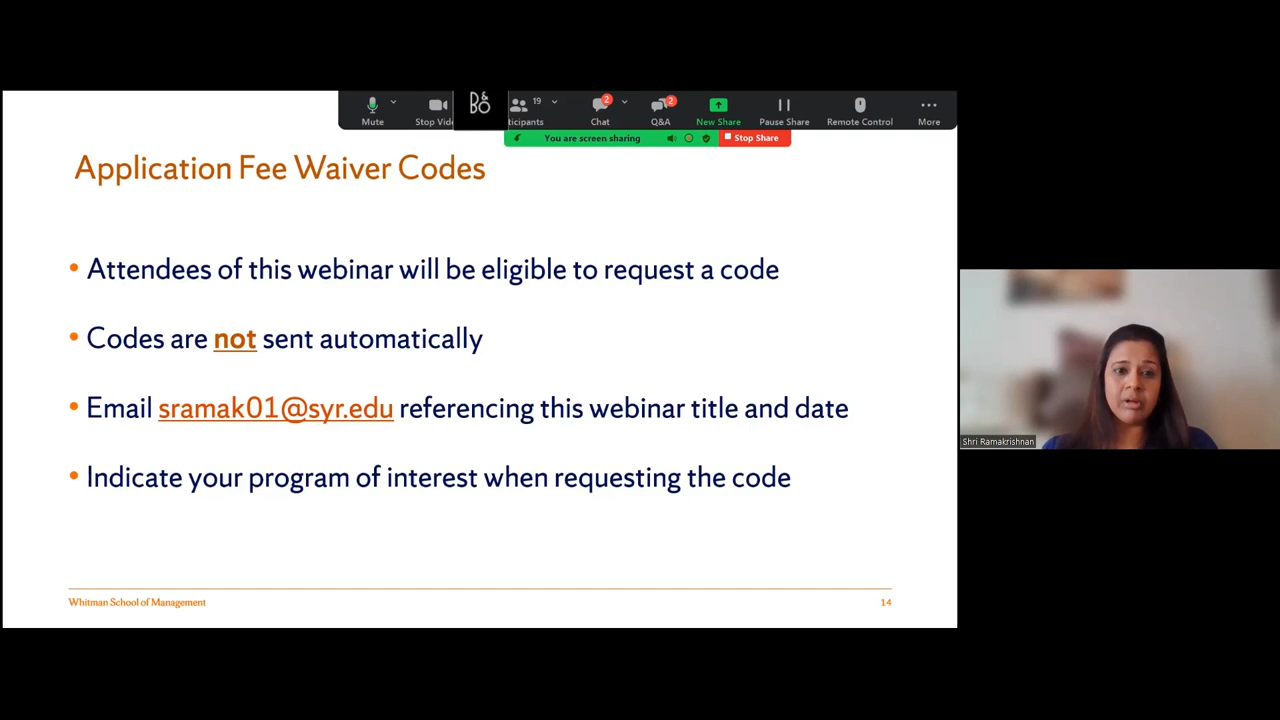 B&O
19
2
2
Mute
Stop Vide
ticipants
Chat
Q&A
New Share
Pause Share
Remote Control
More
You are screen sharing
Stop Share
Application Fee Waiver Codes
• Attendees of this webinar will be eligible to request a code
• Codes are not sent automatically
• Email sramak01@syr.edu referencing this webinar title and date
• Indicate your program of interest when requesting the code
Shri Ramakrishnan
Whitman School of Management
14